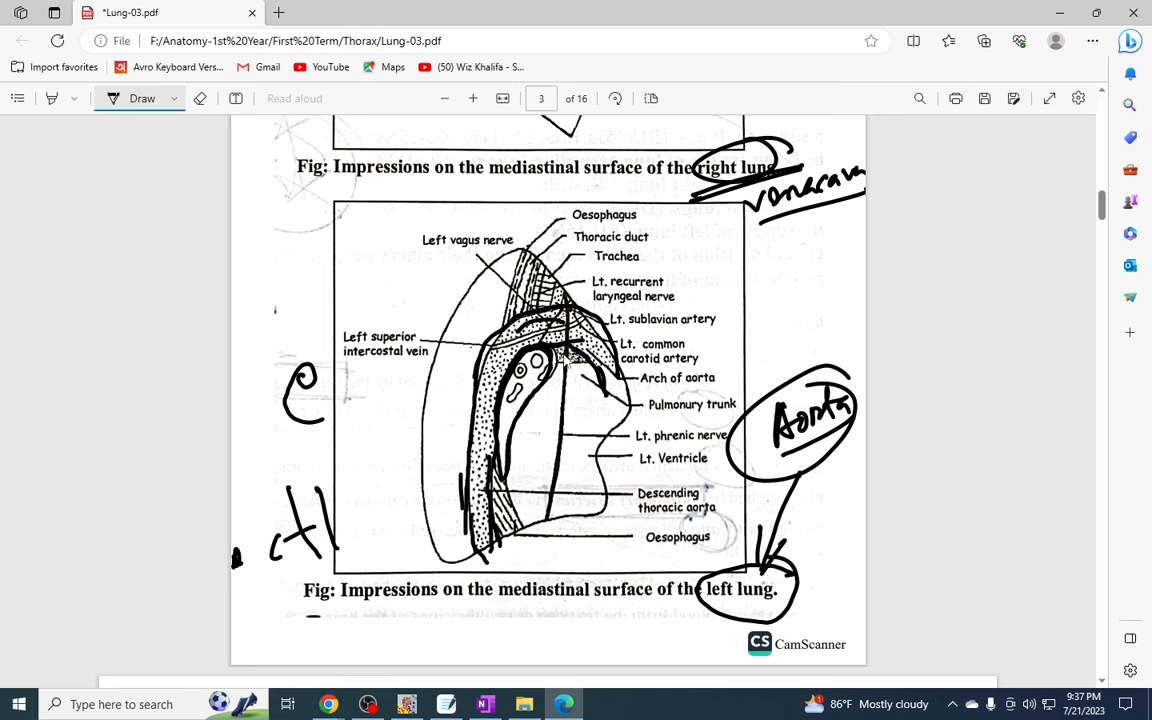 *Lung-03.pdf
File
F:/Anatomy-1st%20Year/First%20Term/Thorax/Lung-03.pdf
Import favorites
Avro Keyboard Vers...
Gmail
YouTube
Maps
(50) Wiz Khalifa - S...
Draw
Read aloud
3
of 16
Fig: Impressions on the mediastinal surface of the right lung
venacava
Oesophagus
Left vagus nerve
Thoracic duct
Trachea
Lt. recurrent
laryngeal nerve
Lt. sublavian artery
Left superior
intercostal vein
Lt. common
carotid artery
Arch of aorta
Pulmonury trunk
Aorta
Lt. phrenic nerve
Lt. Ventricle
Descending
thoracic aorta
Oesophagus
Fig: Impressions on the mediastinal surface of the left lung.
CS CamScanner
Type here to search
86°F Mostly cloudy
9:37 PM
7/21/2023